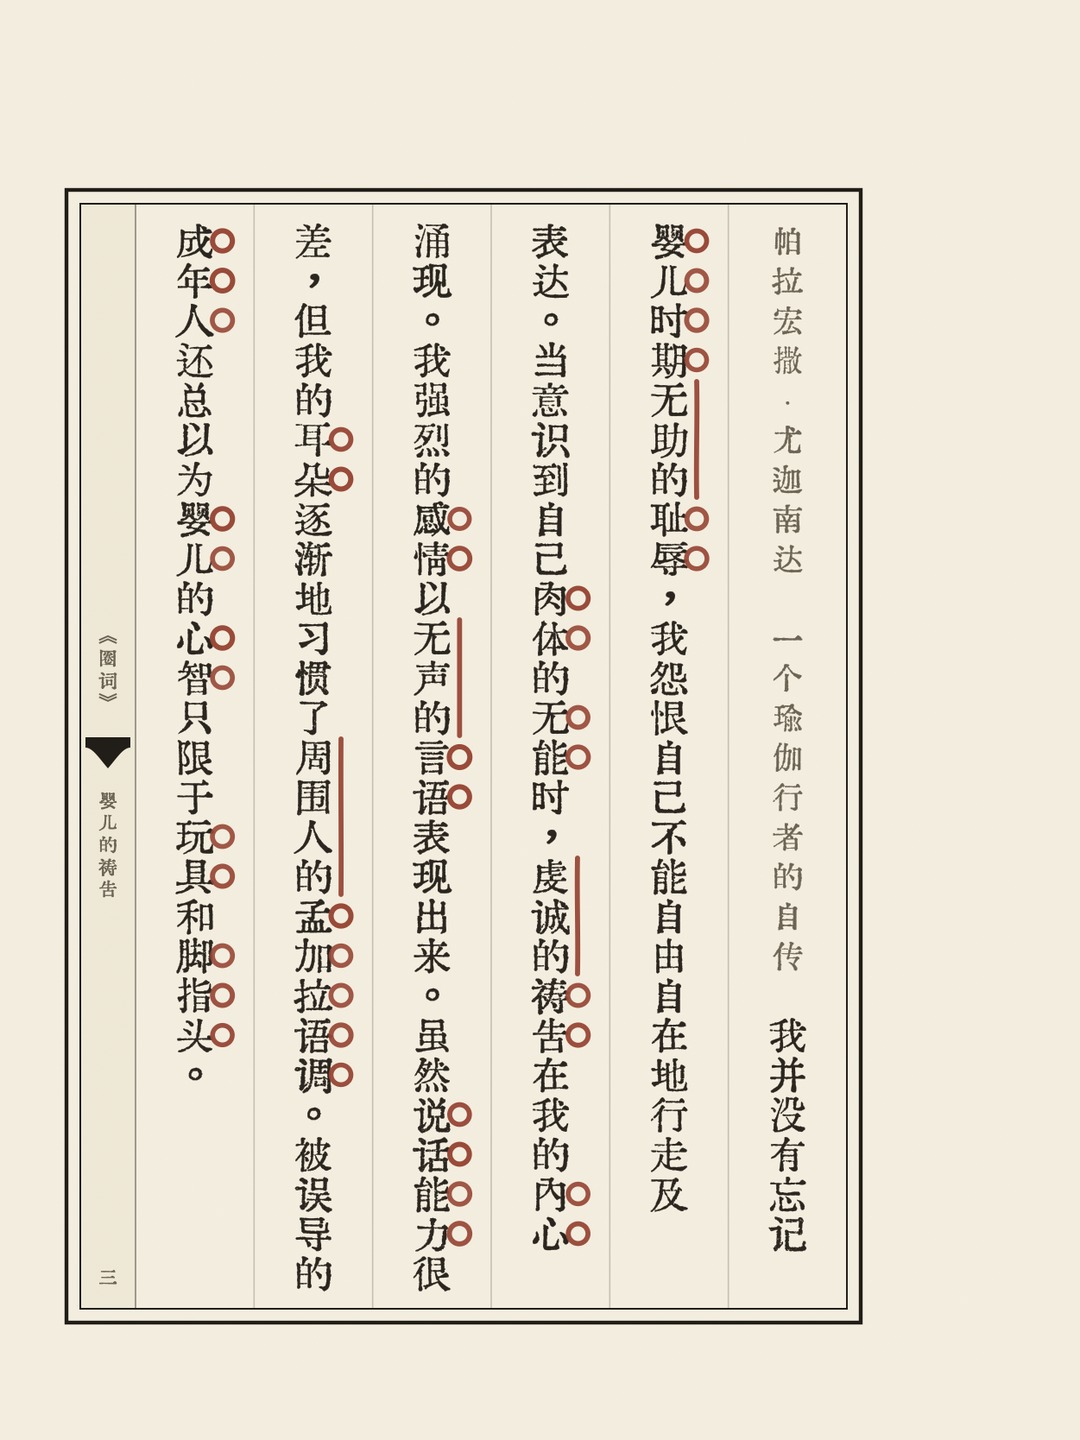 帕拉宏撒·尤迦南达 一个瑜伽行者的自传 我并没有忘记
婴儿时期无助的耻辱，我怨恨自己不能自由自在地行走及
表达。当意识到自己肉体的无能时，虔诚的祷告在我的内心
涌现。我强烈的感情以无声的言语表现出来。虽然说话能力很
差，但我的耳朵逐渐地习惯了周围人的孟加拉语调。被误导的
成年人还总以为婴儿的心智只限于玩具和脚指头。
《圈词》
婴儿的祷告
三